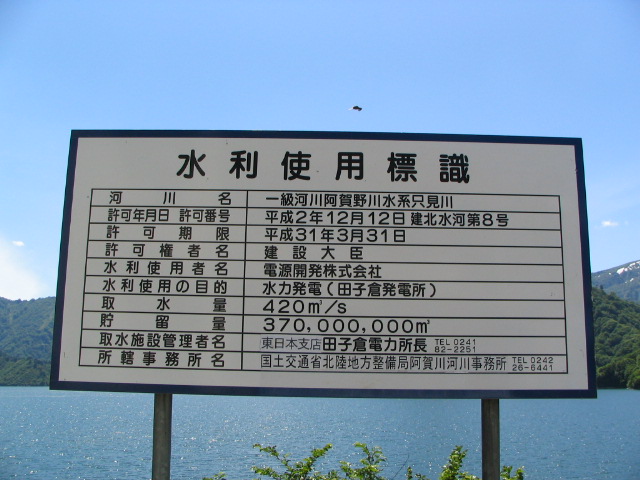 水利使用標識
河川名 一級河川阿賀野川水系只見川
許可年月日 許可番号 平成2年12月12日 建北水河第8号
許可期限 平成31年3月31日
許可権者名 建設大臣
水利使用者名 電源開発株式会社
水利使用の目的 水力発電(田子倉発電所)
取水量 420㎥/s
貯留量 370,000,000㎥
取水施設管理者名 東日本支店 田子倉電力所長 TEL 0241 82-2251
所轄事務所名 国土交通省北陸地方整備局阿賀川河川事務所 TEL 0242 26-6441